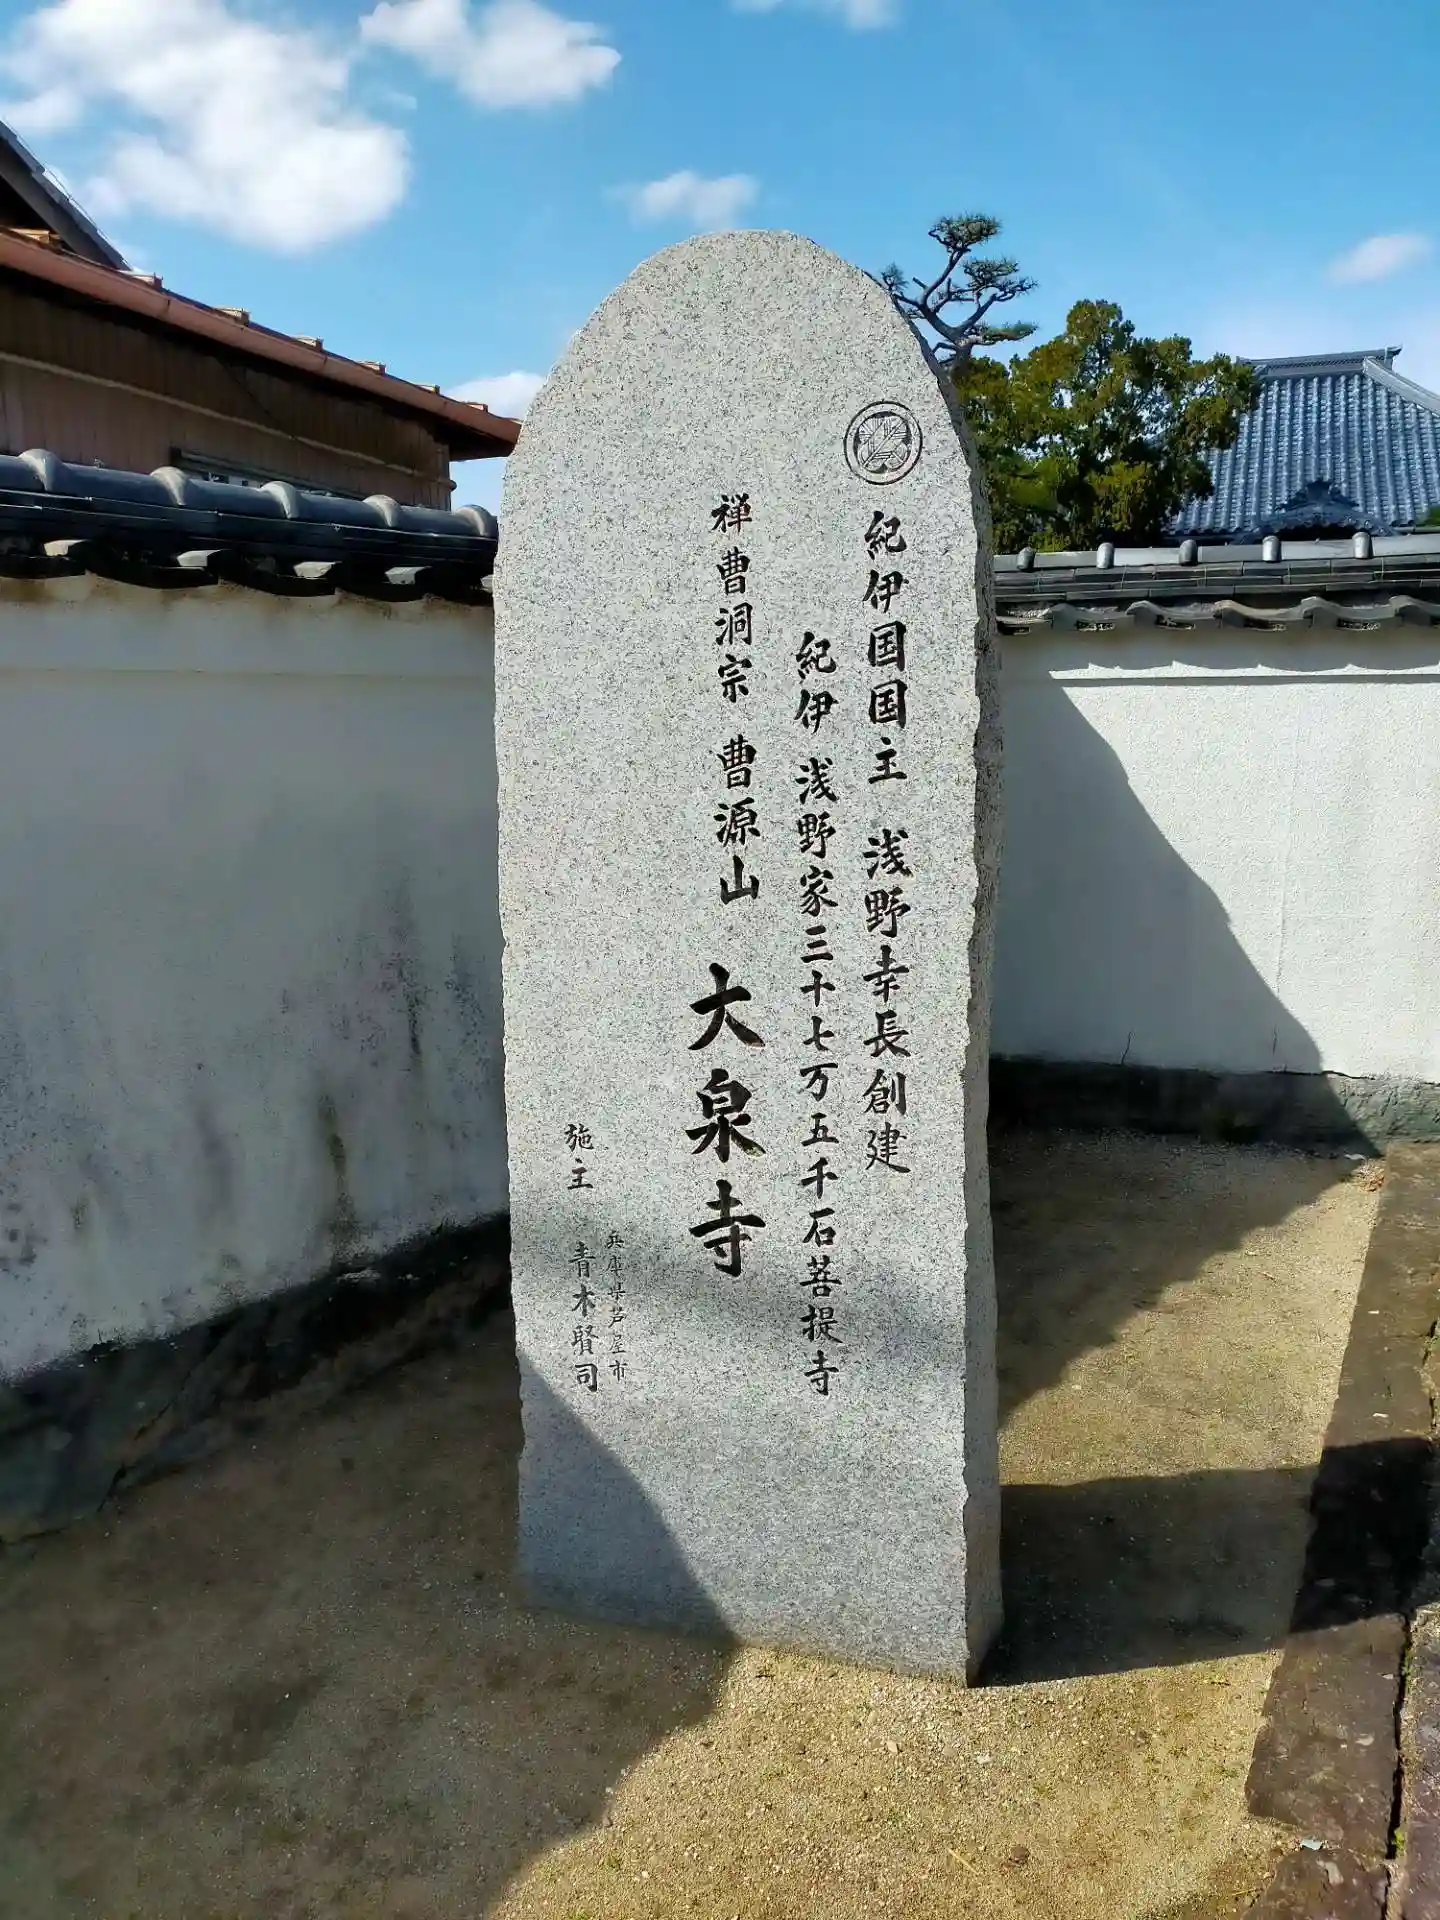 紀伊国国主 浅野幸長創建
紀伊 浅野家三十七万五千石菩提寺
禅曹洞宗 曹源山 大泉寺
兵庫県芦屋市
施主 青木賢司